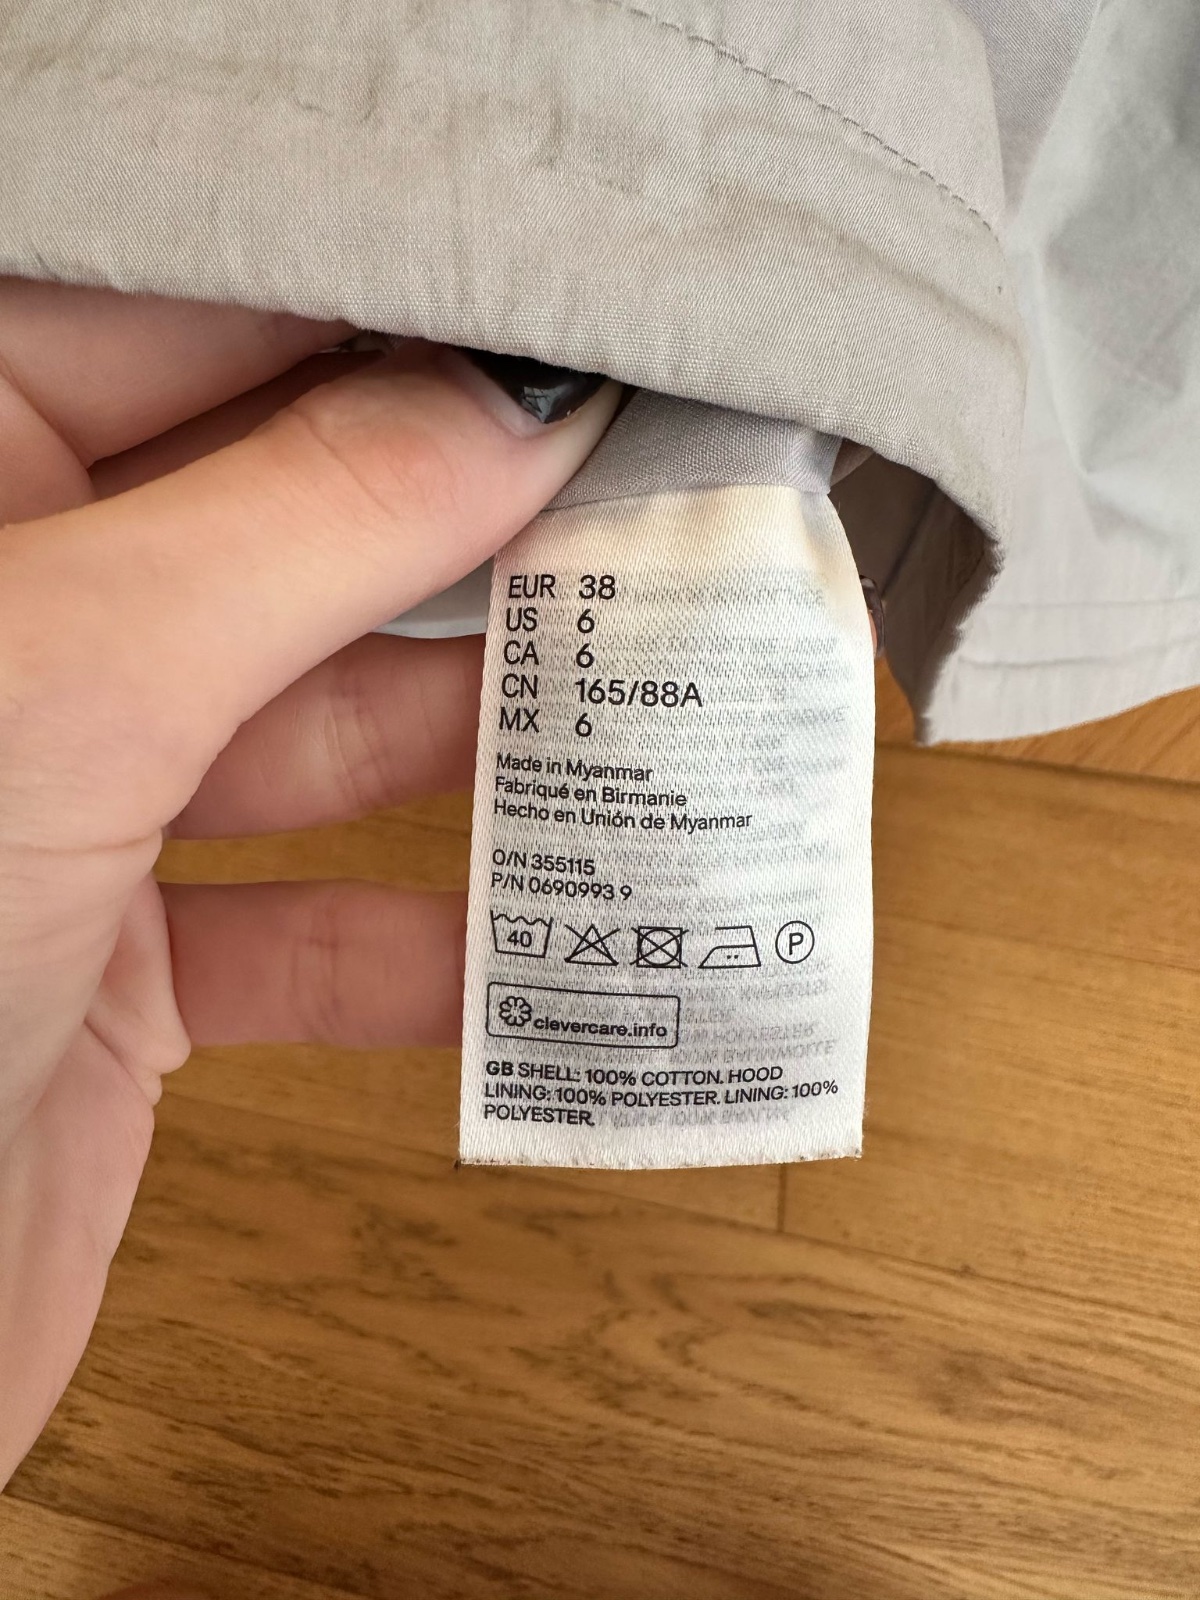 EUR 38
US 6
CA 6
CN 165/88A
MX 6
Made in Myanmar
Fabriqué en Birmanie
Hecho en Unión de Myanmar
O/N 355115
P/N 0690993 9
40 P
clevercare.info
GB SHELL: 100% COTTON. HOOD
LINING: 100% POLYESTER. LINING: 100%
POLYESTER.